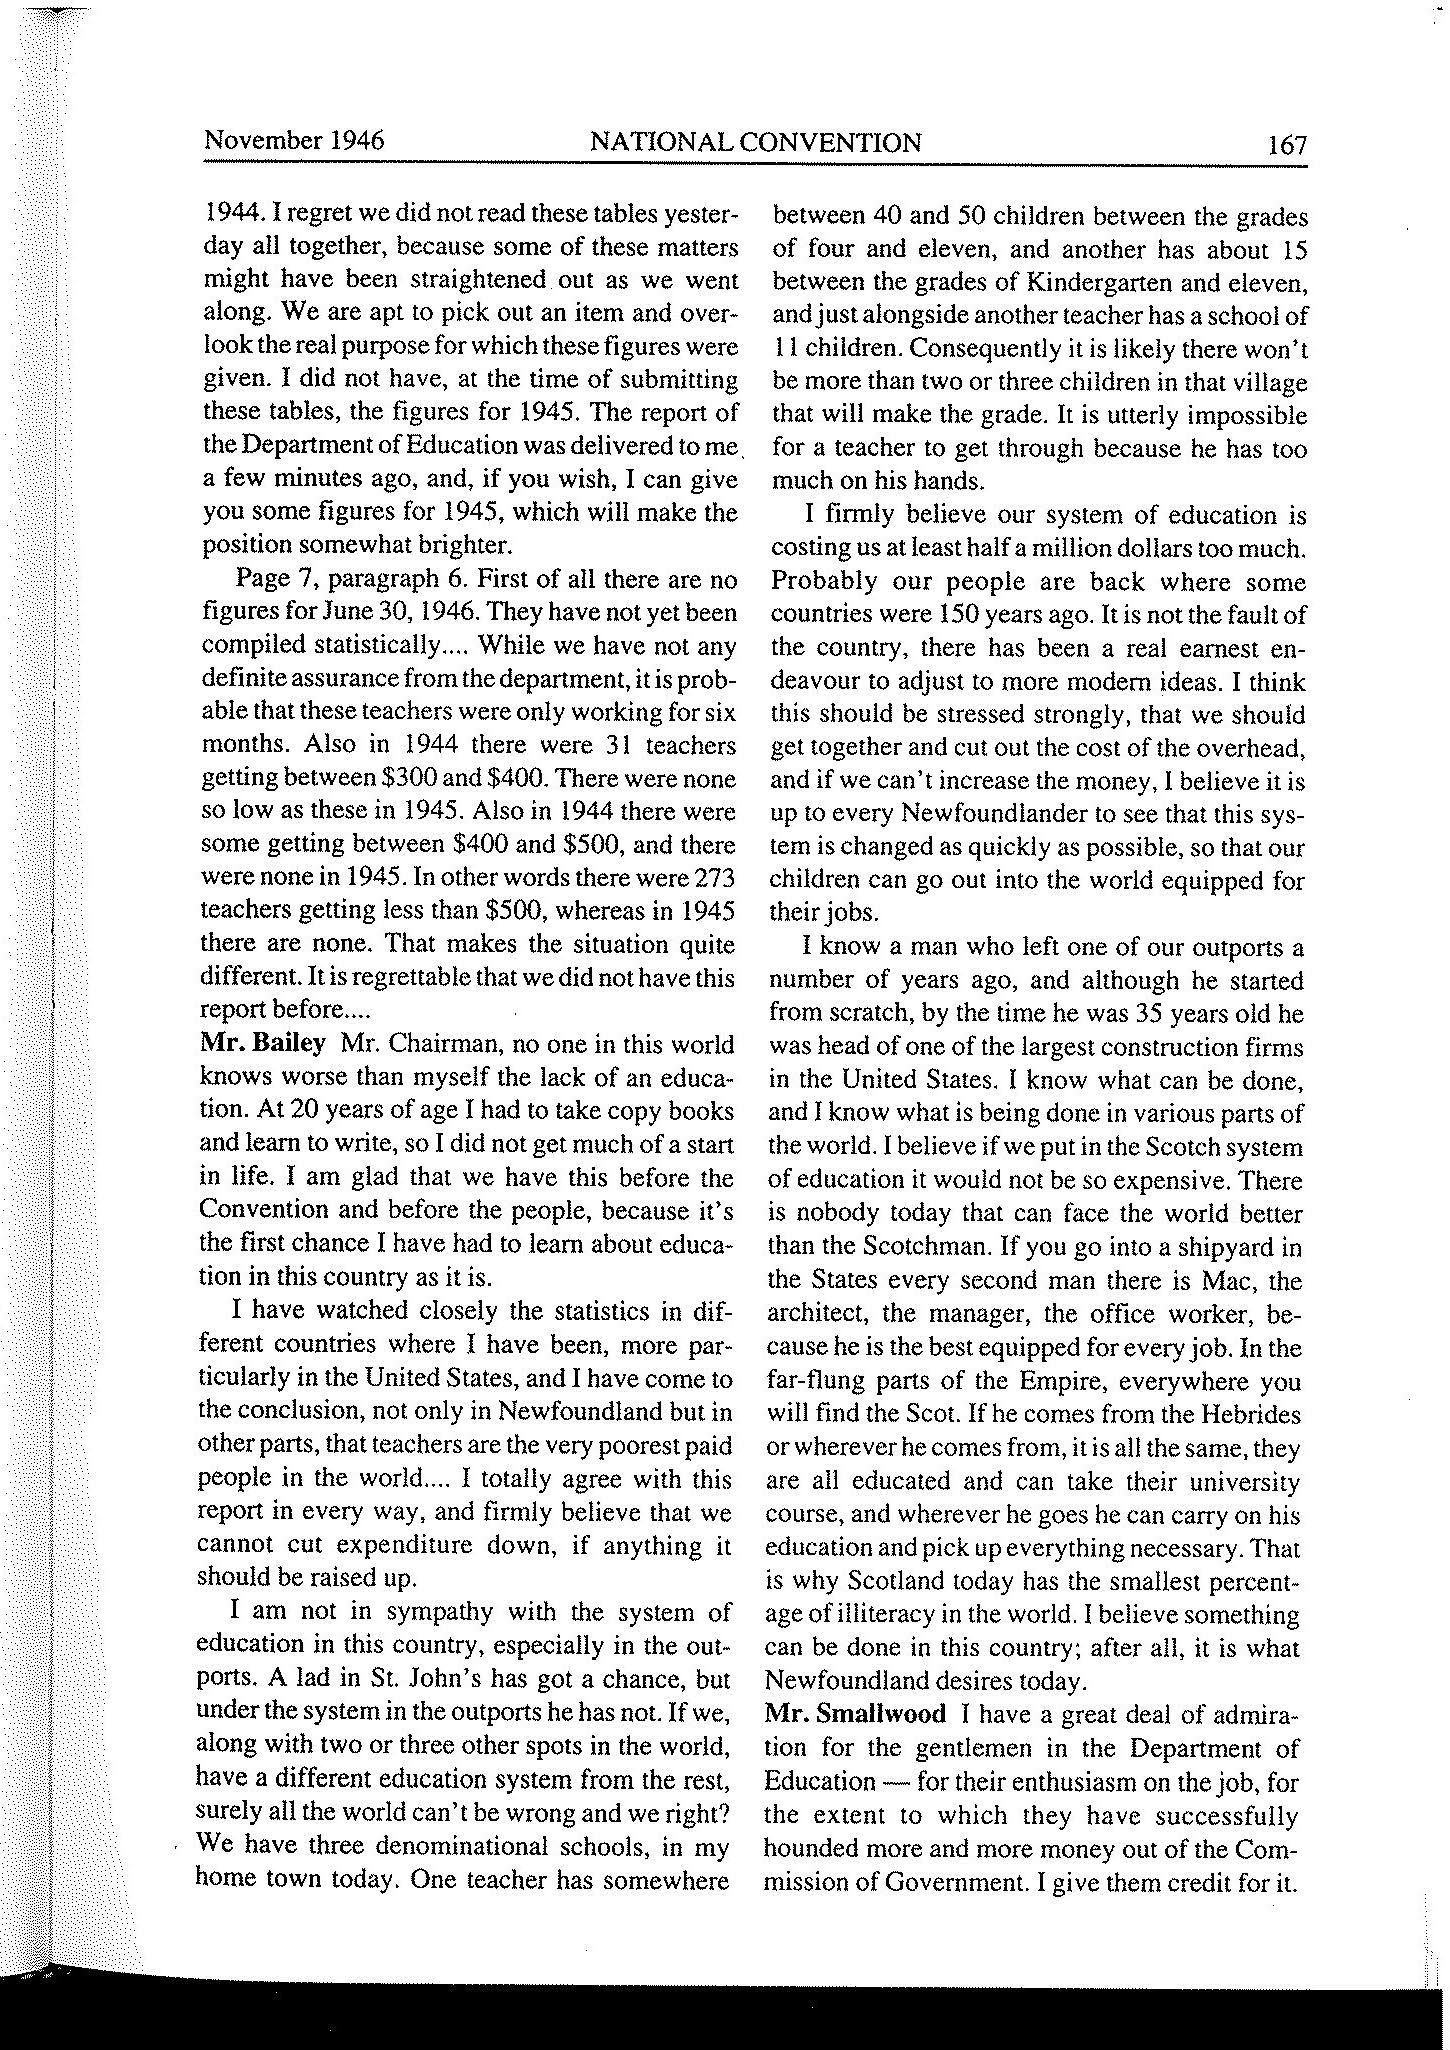 November 1946 NATIONAL CONVENTION 167
1944. I regret we did not read these tables yester-
day all together, because some of these matters
might have been straightened out as we went
along. We are apt to pick out an item and over-
look the real purpose for which these figures were
given. I did not have, at the time of submitting
these tables, the figures for 1945. The report of
the Department of Education was delivered to me
a few minutes ago, and, if you wish, I can give
you some figures for 1945, which will make the
position somewhat brighter.
Page 7, paragraph 6. First of all there are no
figures for June 30, 1946. They have not yet been
compiled statistically.... While we have not any
definite assurance from the department, it is prob-
able that these teachers were only working for six
months. Also in 1944 there were 31 teachers
getting between $300 and $400. There were none
so low as these in 1945. Also in 1944 there were
some getting between $400 and $500, and there
were none in 1945. In other words there were 273
teachers getting less than $500, whereas in 1945
there are none. That makes the situation quite
different. It is regrettable that we did not have this
report before....
Mr. Bailey Mr. Chairman, no one in this world
knows worse than myself the lack of an educa-
tion. At 20 years of age I had to take copy books
and learn to write, so I did not get much of a start
in life. I am glad that we have this before the
Convention and before the people, because it's
the first chance I have had to learn about educa-
tion in this country as it is.
I have watched closely the statistics in dif-
ferent countries where I have been, more par-
ticularly in the United States, and I have come to
the conclusion, not only in Newfoundland but in
other parts, that teachers are the very poorest paid
people in the world.... I totally agree with this
report in every way, and firmly believe that we
cannot cut expenditure down, if anything it
should be raised up.
I am not in sympathy with the system of
education in this country, especially in the out-
ports. A lad in St. John's has got a chance, but
under the system in the outports he has not. If we,
along with two or three other spots in the world,
have a different education system from the rest,
surely all the world can't be wrong and we right?
We have three denominational schools, in my
home town today. One teacher has somewhere
between 40 and 50 children between the grades
of four and eleven, and another has about 15
between the grades of Kindergarten and eleven,
and just alongside another teacher has a school of
11 children. Consequently it is likely there won't
be more than two or three children in that village
that will make the grade. It is utterly impossible
for a teacher to get through because he has too
much on his hands.
I firmly believe our system of education is
costing us at least half a million dollars too much.
Probably our people are back where some
countries were 150 years ago. It is not the fault of
the country, there has been a real earnest en-
deavour to adjust to more modern ideas. I think
this should be stressed strongly, that we should
get together and cut out the cost of the overhead,
and if we can't increase the money, I believe it is
up to every Newfoundlander to see that this sys-
tem is changed as quickly as possible, so that our
children can go out into the world equipped for
their jobs.
I know a man who left one of our outports a
number of years ago, and although he started
from scratch, by the time he was 35 years old he
was head of one of the largest construction firms
in the United States. I know what can be done,
and I know what is being done in various parts of
the world. I believe if we put in the Scotch system
of education it would not be so expensive. There
is nobody today that can face the world better
than the Scotchman. If you go into a shipyard in
the States every second man there is Mac, the
architect, the manager, the office worker, be-
cause he is the best equipped for every job. In the
far-flung parts of the Empire, everywhere you
will find the Scot. If he comes from the Hebrides
or wherever he comes from, it is all the same, they
are all educated and can take their university
course, and wherever he goes he can carry on his
education and pick up everything necessary. That
is why Scotland today has the smallest percent-
age of illiteracy in the world. I believe something
can be done in this country; after all, it is what
Newfoundland desires today.
Mr. Smallwood I have a great deal of admira-
tion for the gentlemen in the Department of
Education — for their enthusiasm on the job, for
the extent to which they have successfully
hounded more and more money out of the Com-
mission of Government. I give them credit for it.